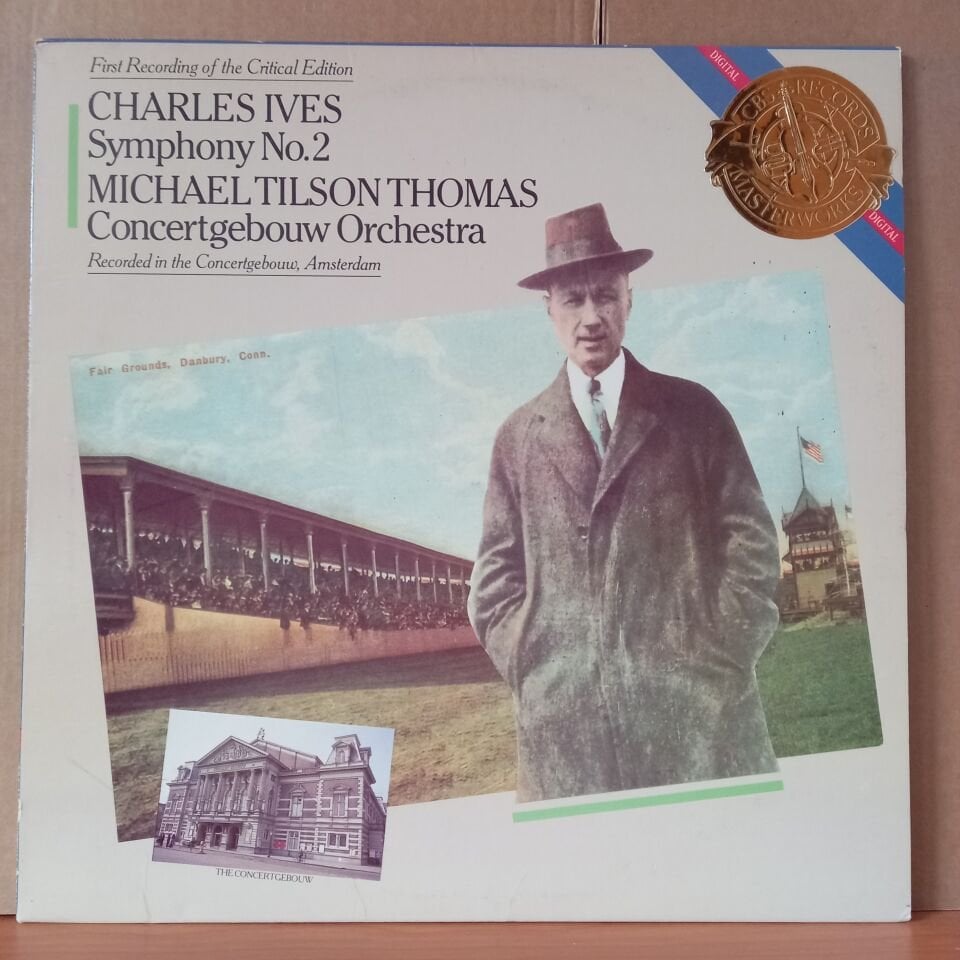 First Recording of the Critical Edition
CHARLES IVES
Symphony No.2
MICHAEL TILSON THOMAS
Concertgebouw Orchestra
Recorded in the Concertgebouw, Amsterdam
DIGITAL
CBS RECORDS
MASTERWORKS
DIGITAL
Fair Grounds, Danbury, Conn.
THE CONCERTGEBOUW